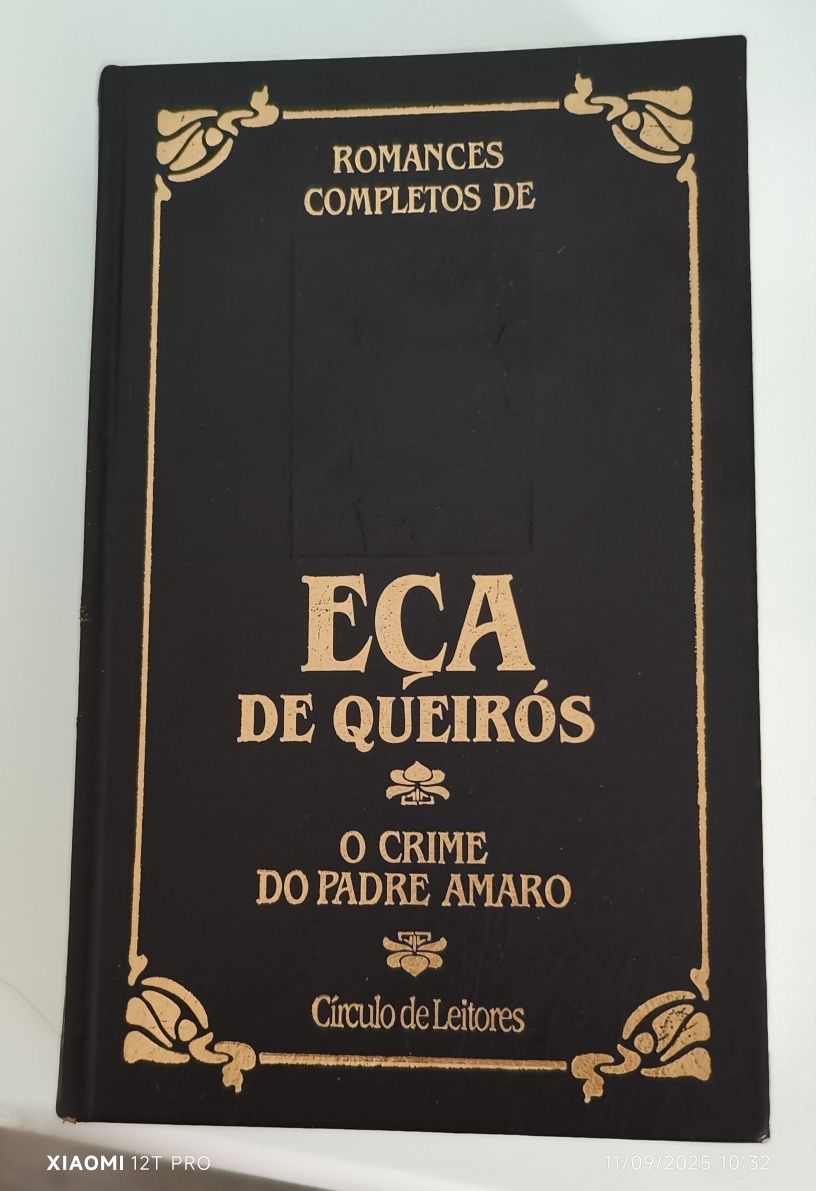 ROMANCES
COMPLETOS DE
EÇA
DE QUEIRÓS
O CRIME
DO PADRE AMARO
Círculo de Leitores
XIAOMI 12T PRO
11/09/2025 10:32